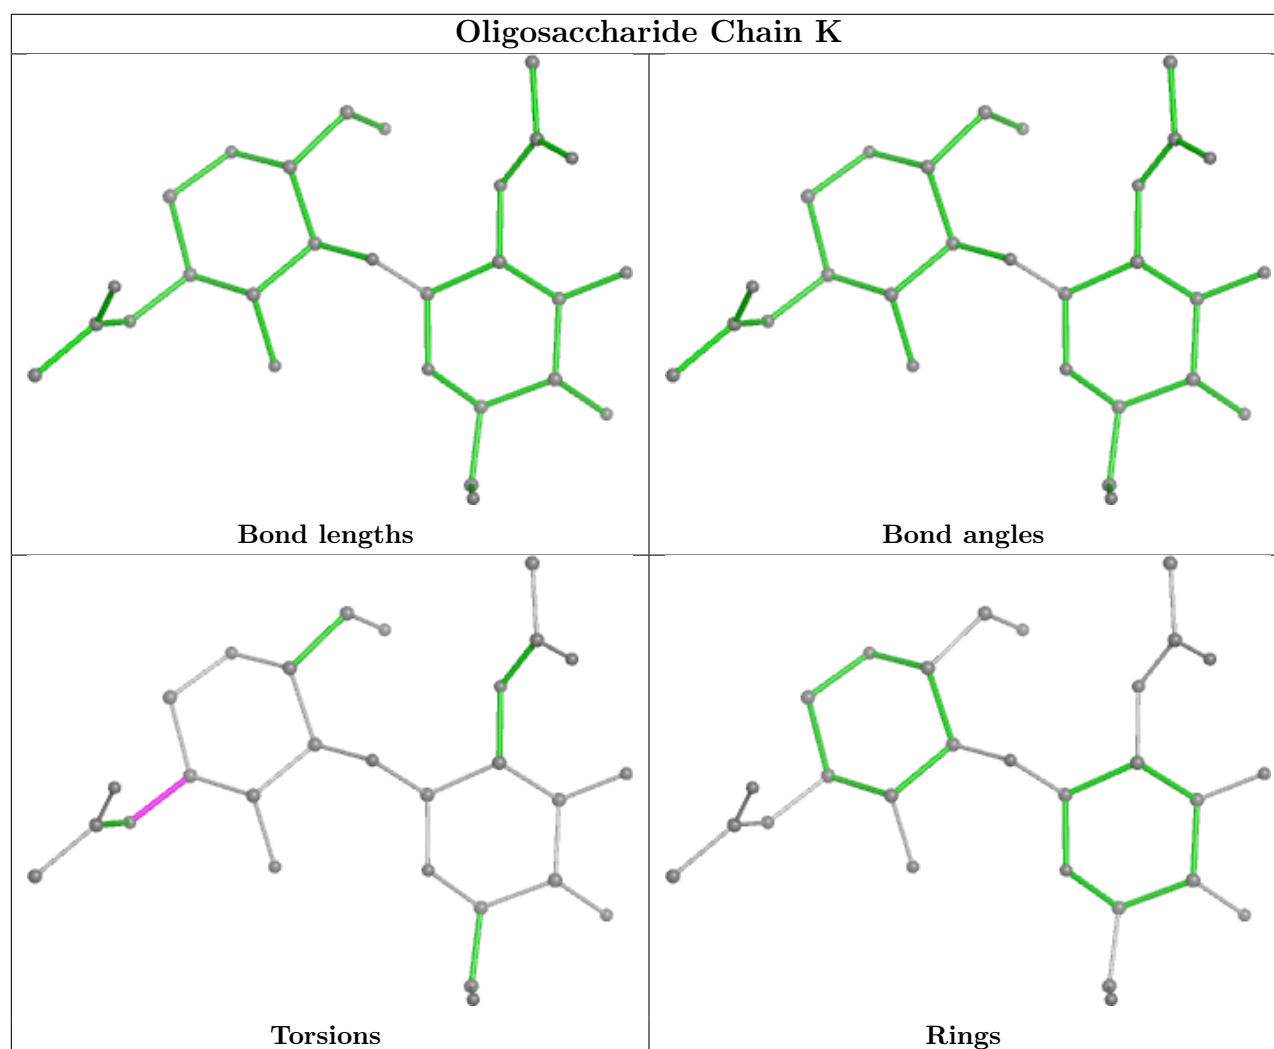 Oligosaccharide Chain K
Bond lengths
Bond angles
Torsions
Rings